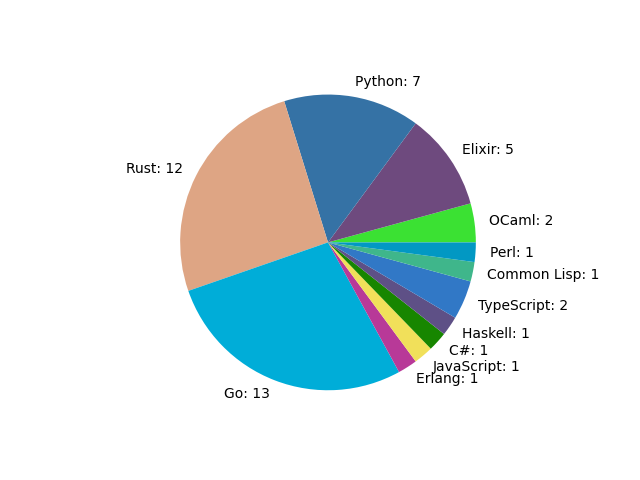 Python: 7
Elixir: 5
Rust: 12
OCaml: 2
Perl: 1
Common Lisp: 1
TypeScript: 2
Haskell: 1
C#: 1
JavaScript: 1
Erlang: 1
Go: 13